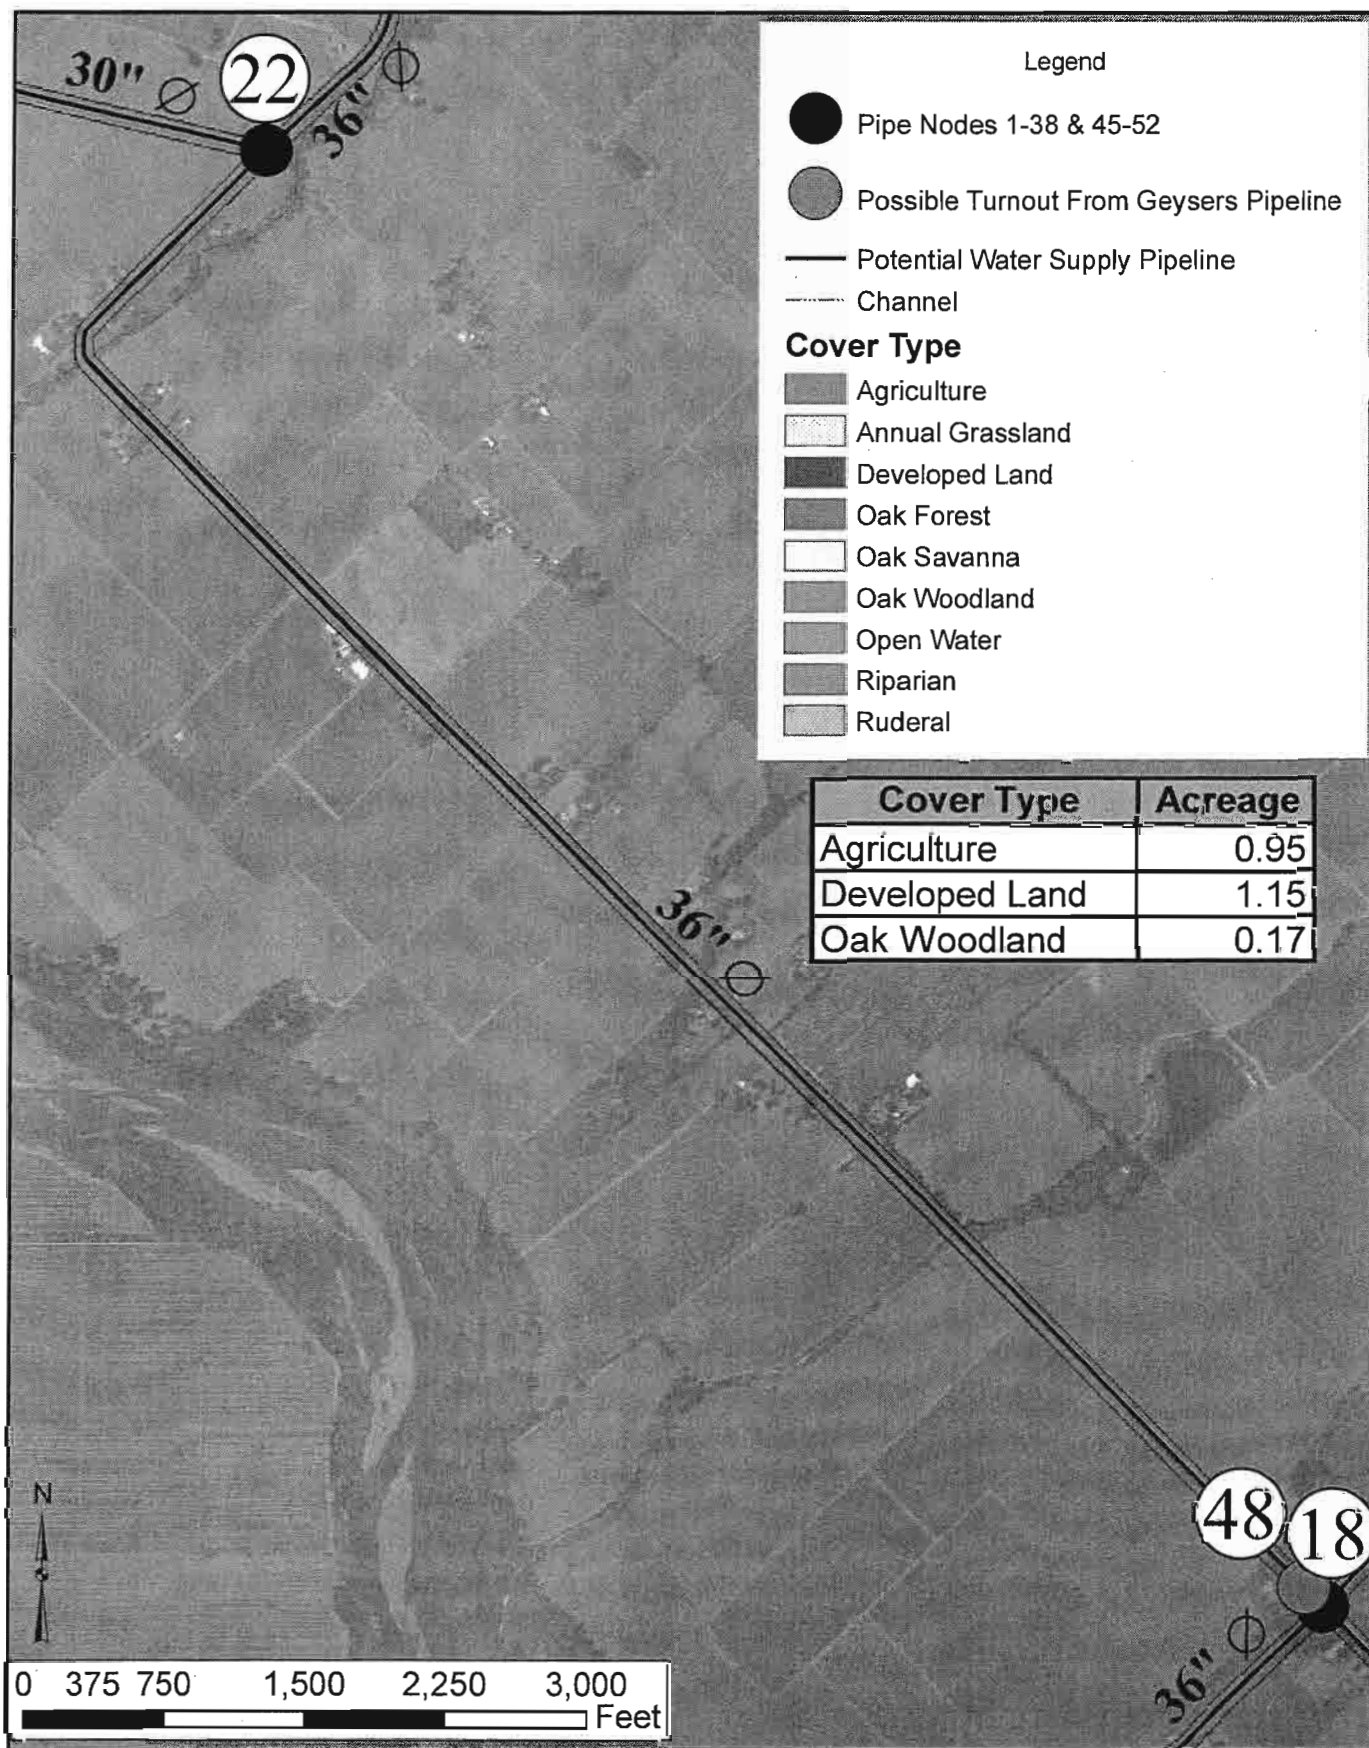 30" Ø
22
36" Ø
Legend
Pipe Nodes 1-38 & 45-52
Possible Turnout From Geysers Pipeline
Potential Water Supply Pipeline
Channel
Cover Type
Agriculture
Annual Grassland
Developed Land
Oak Forest
Oak Savanna
Oak Woodland
Open Water
Riparian
Ruderal
Cover Type Acreage
Agriculture 0.95
Developed Land 1.15
Oak Woodland 0.17
36" Ø
48
18
36" Ø
N
0 375 750 1,500 2,250 3,000
Feet